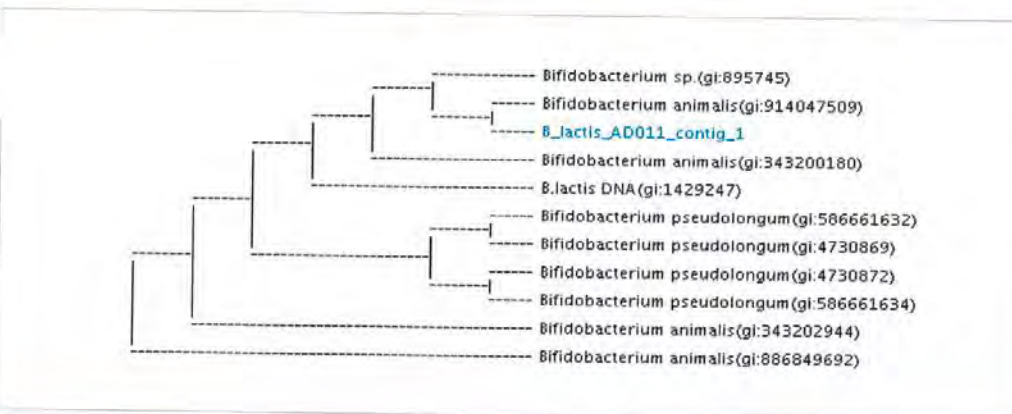 Bifidobacterium sp.(gi:895745)
Bifidobacterium animalis(gi:914047509)
B_lactis_AD011_contig_1
Bifidobacterium animalis(gi:343200180)
B.lactis DNA(gi:1429247)
Bifidobacterium pseudolongum(gi:586661632)
Bifidobacterium pseudolongum(gi:4730869)
Bifidobacterium pseudolongum(gi:4730872)
Bifidobacterium pseudolongum(gi:586661634)
Bifidobacterium animalis(gi:343202944)
Bifidobacterium animalis(gi:886849692)